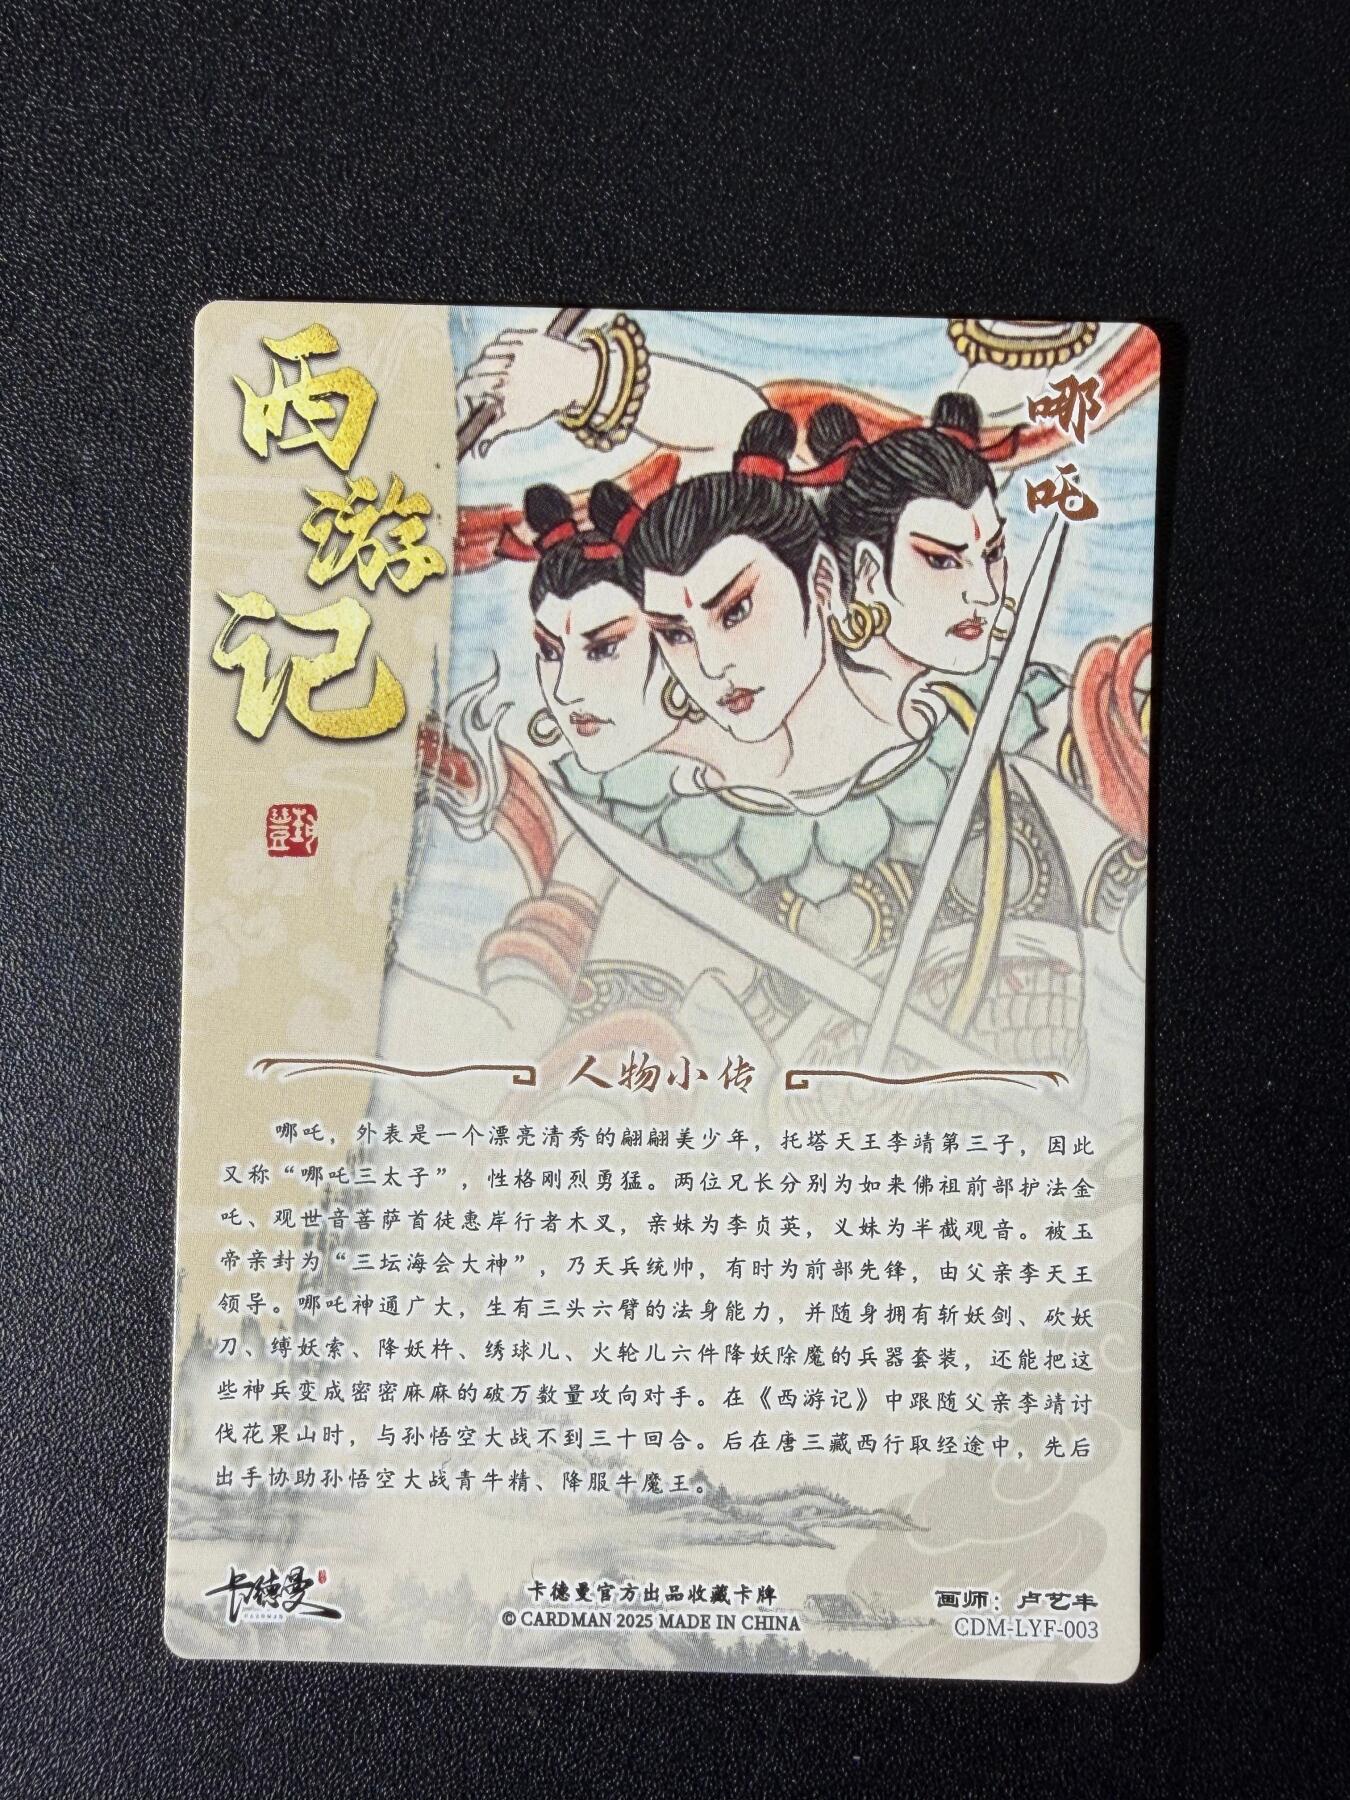 西游记
哪吒
人物小传
哪吒，外表是一个漂亮清秀的翩翩美少年，托塔天王李靖第三子，因此
又称“哪吒三太子”，性格刚烈勇猛。两位兄长分别为如来佛祖前部护法金
吒、观世音菩萨首徒惠岸行者木叉，亲妹为李贞英，义妹为半截观音。被玉
帝亲封为“三坛海会大神”，乃天兵统帅，有时为前部先锋，由父亲李天王
领导。哪吒神通广大，生有三头六臂的法身能力，并随身拥有斩妖剑、砍妖
刀、缚妖索、降妖杵、绣球儿、火轮儿六件降妖除魔的兵器套装，还能把这
些神兵变成密密麻麻的破万数量攻向对手。在《西游记》中跟随父亲李靖讨
伐花果山时，与孙悟空大战不到三十回合。后在唐三藏西行取经途中，先后
出手协助孙悟空大战青牛精、降服牛魔王。
卡德曼
卡德曼官方出品收藏卡牌
© CARDMAN 2025 MADE IN CHINA
画师：卢艺丰
CDM-LYF-003